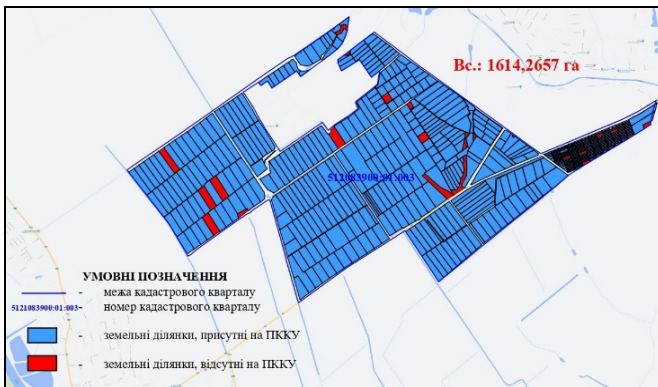 Вс.: 1614,2657 га
5121083900:01:003
УМОВНІ ПОЗНАЧЕННЯ
- межа кадастрового кварталу
5121083900:01:003 - номер кадастрового кварталу
- земельні ділянки, присутні на ПККУ
- земельні ділянки, відсутні на ПККУ